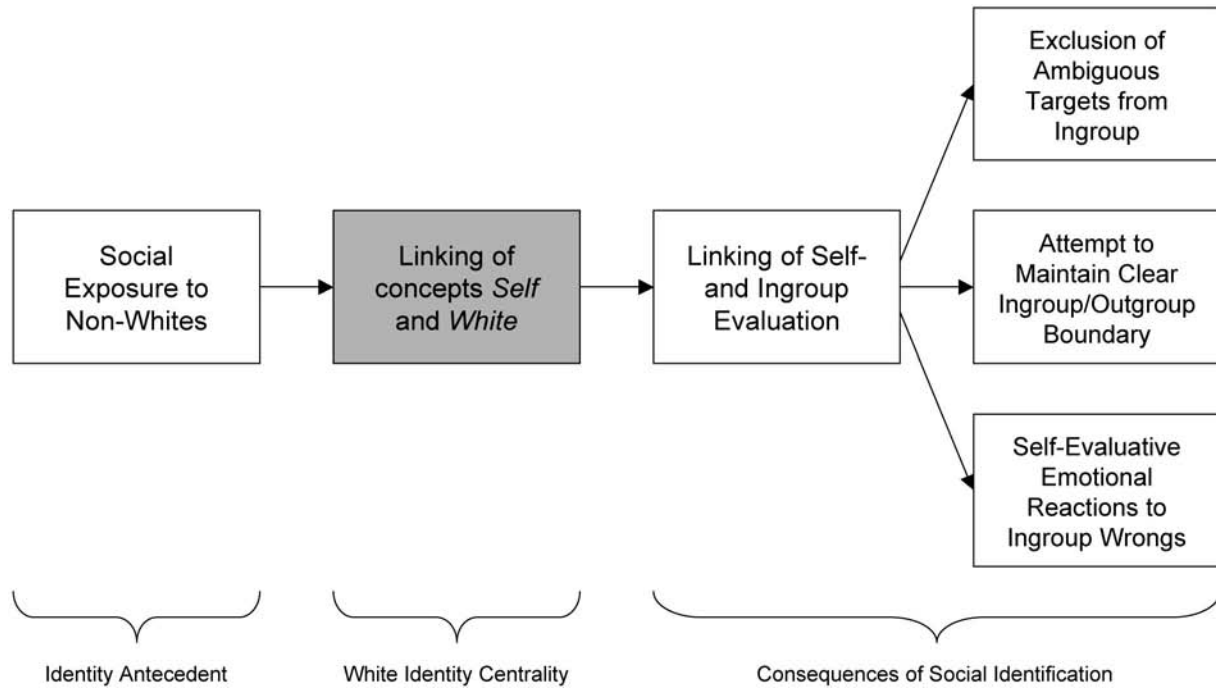 Exclusion of
Ambiguous
Targets from
Ingroup
Social
Exposure to
Non-Whites
Linking of
concepts Self
and White
Linking of Self-
and Ingroup
Evaluation
Attempt to
Maintain Clear
Ingroup/Outgroup
Boundary
Self-Evaluative
Emotional
Reactions to
Ingroup Wrongs
Identity Antecedent
White Identity Centrality
Consequences of Social Identification